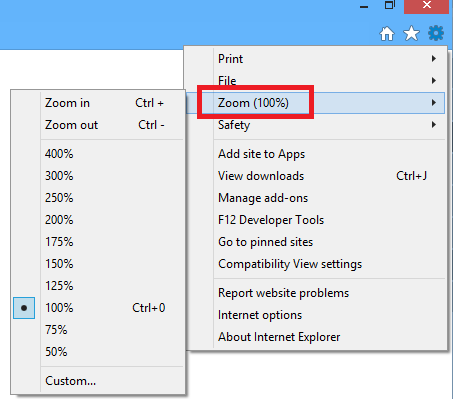 Print
File
Zoom (100%)
Safety
Add site to Apps
View downloads Ctrl+J
Manage add-ons
F12 Developer Tools
Go to pinned sites
Compatibility View settings
Report website problems
Internet options
About Internet Explorer
Zoom in Ctrl +
Zoom out Ctrl -
400%
300%
250%
200%
175%
150%
125%
100% Ctrl+0
75%
50%
Custom...